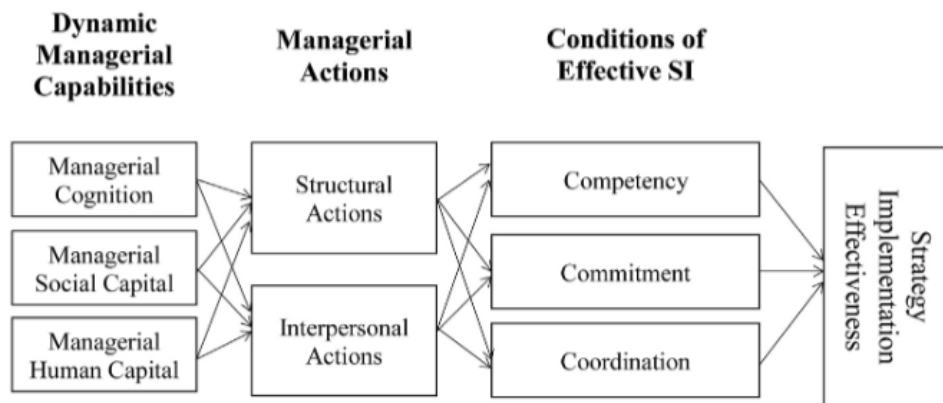 Dynamic
Managerial
Capabilities
Managerial
Actions
Conditions of
Effective SI
Managerial
Cognition
Managerial
Social Capital
Managerial
Human Capital
Structural
Actions
Interpersonal
Actions
Competency
Commitment
Coordination
Strategy
Implementation
Effectiveness